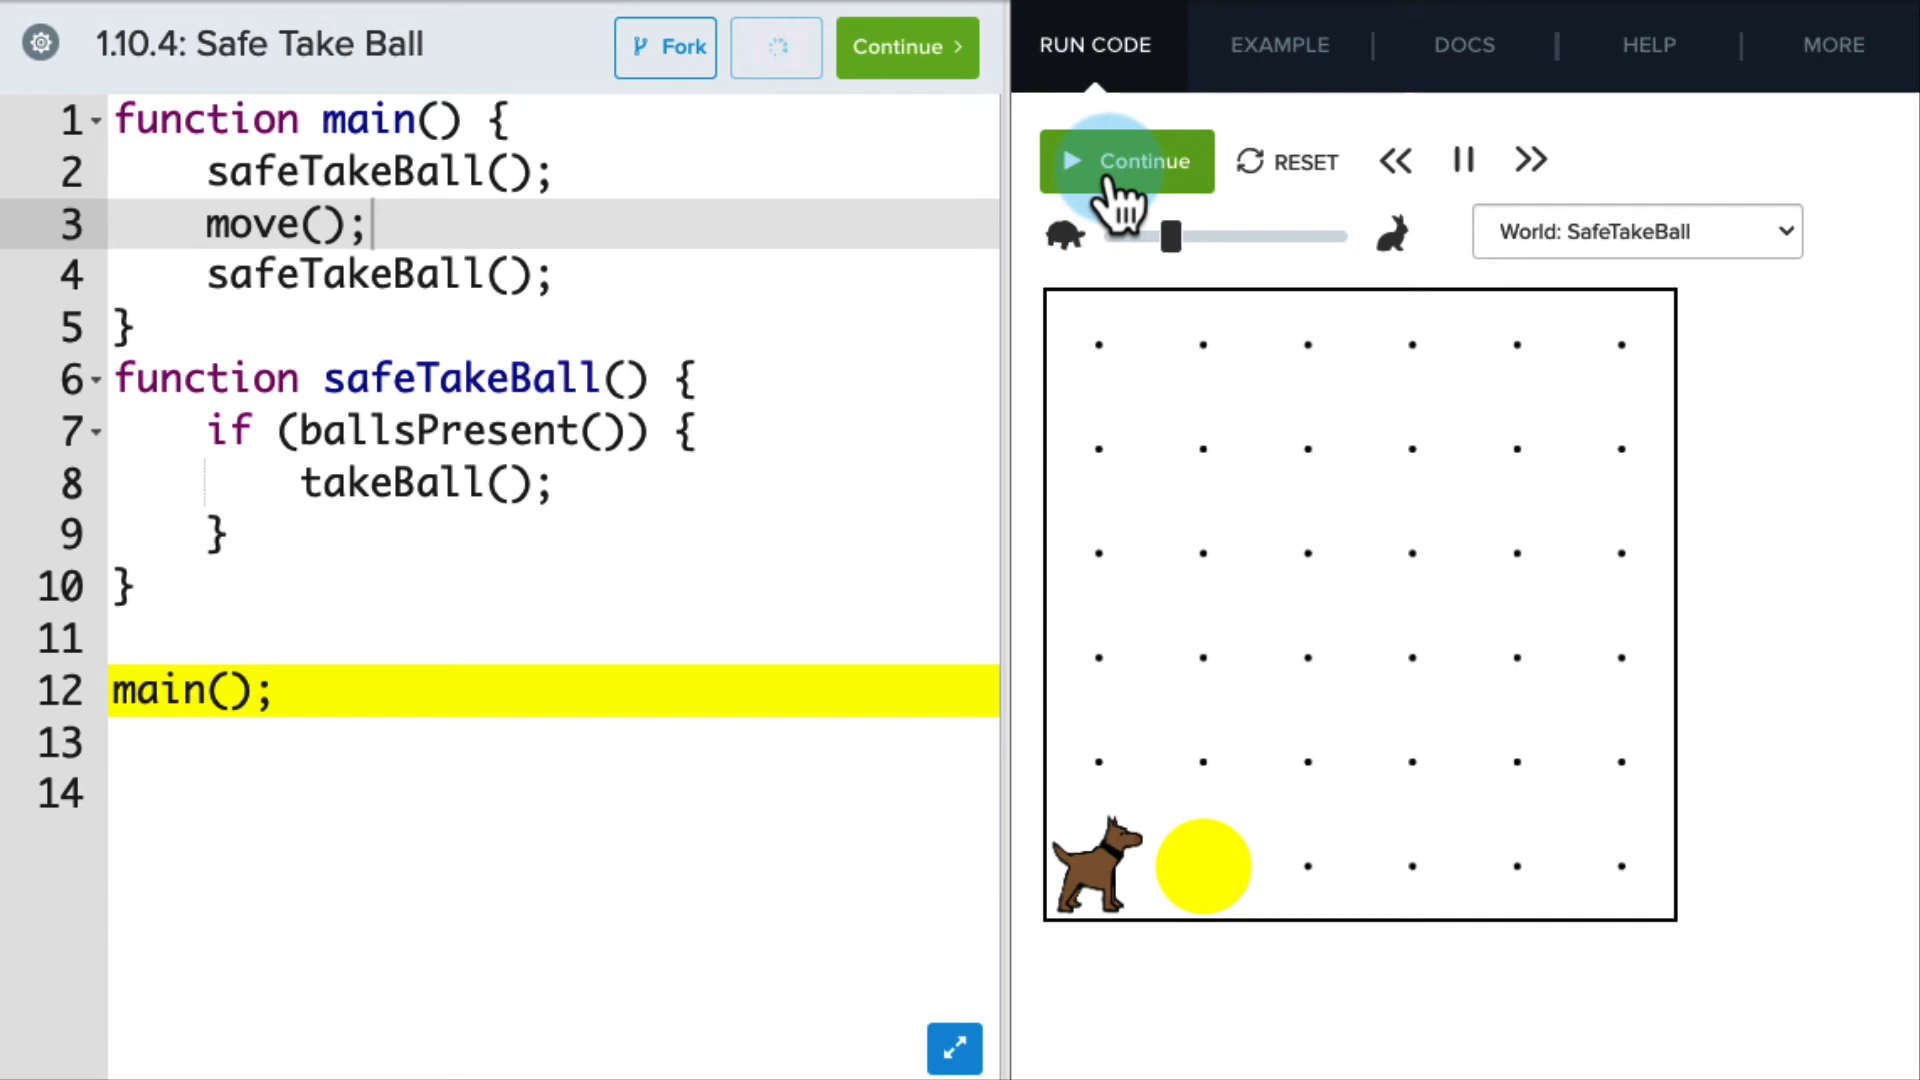 1.10.4: Safe Take Ball
Fork
Continue >
RUN CODE
EXAMPLE
DOCS
HELP
MORE
1 function main() {
2 safeTakeBall();
3 move();
4 safeTakeBall();
5 }
6 function safeTakeBall() {
7 if (ballsPresent()) {
8 takeBall();
9 }
10 }
11
12 main();
13
14
Continue
RESET
World: SafeTakeBall